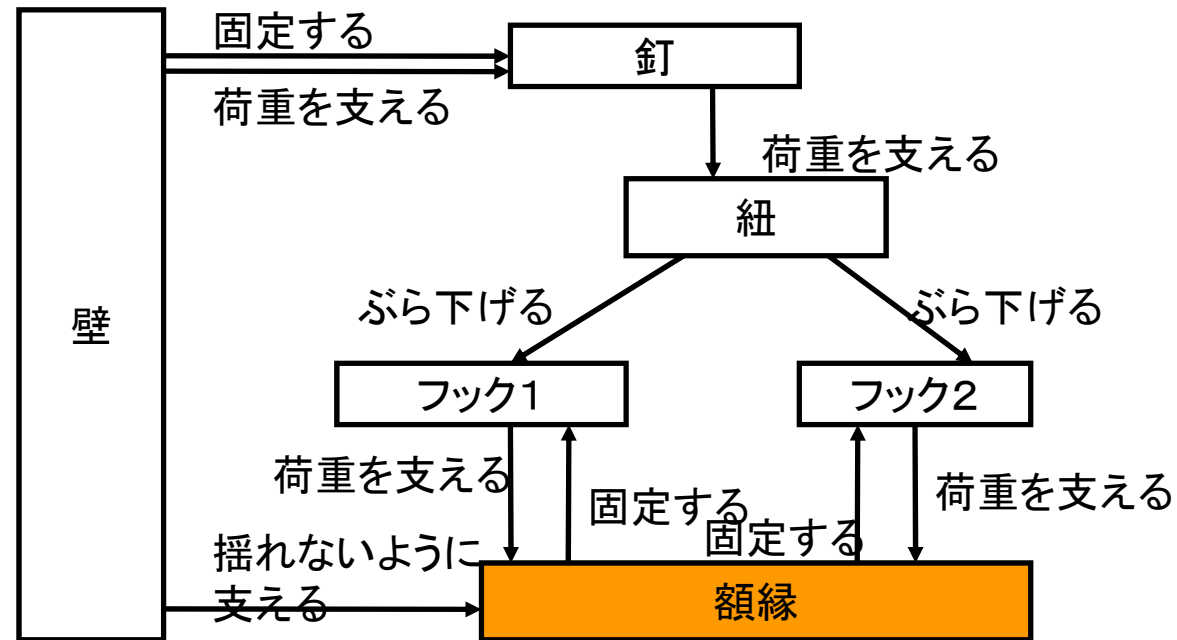 固定する
釘
荷重を支える
荷重を支える
紐
壁
ぶら下げる
ぶら下げる
フック1
フック2
荷重を支える
荷重を支える
固定する
固定する
揺れないように
支える
額縁